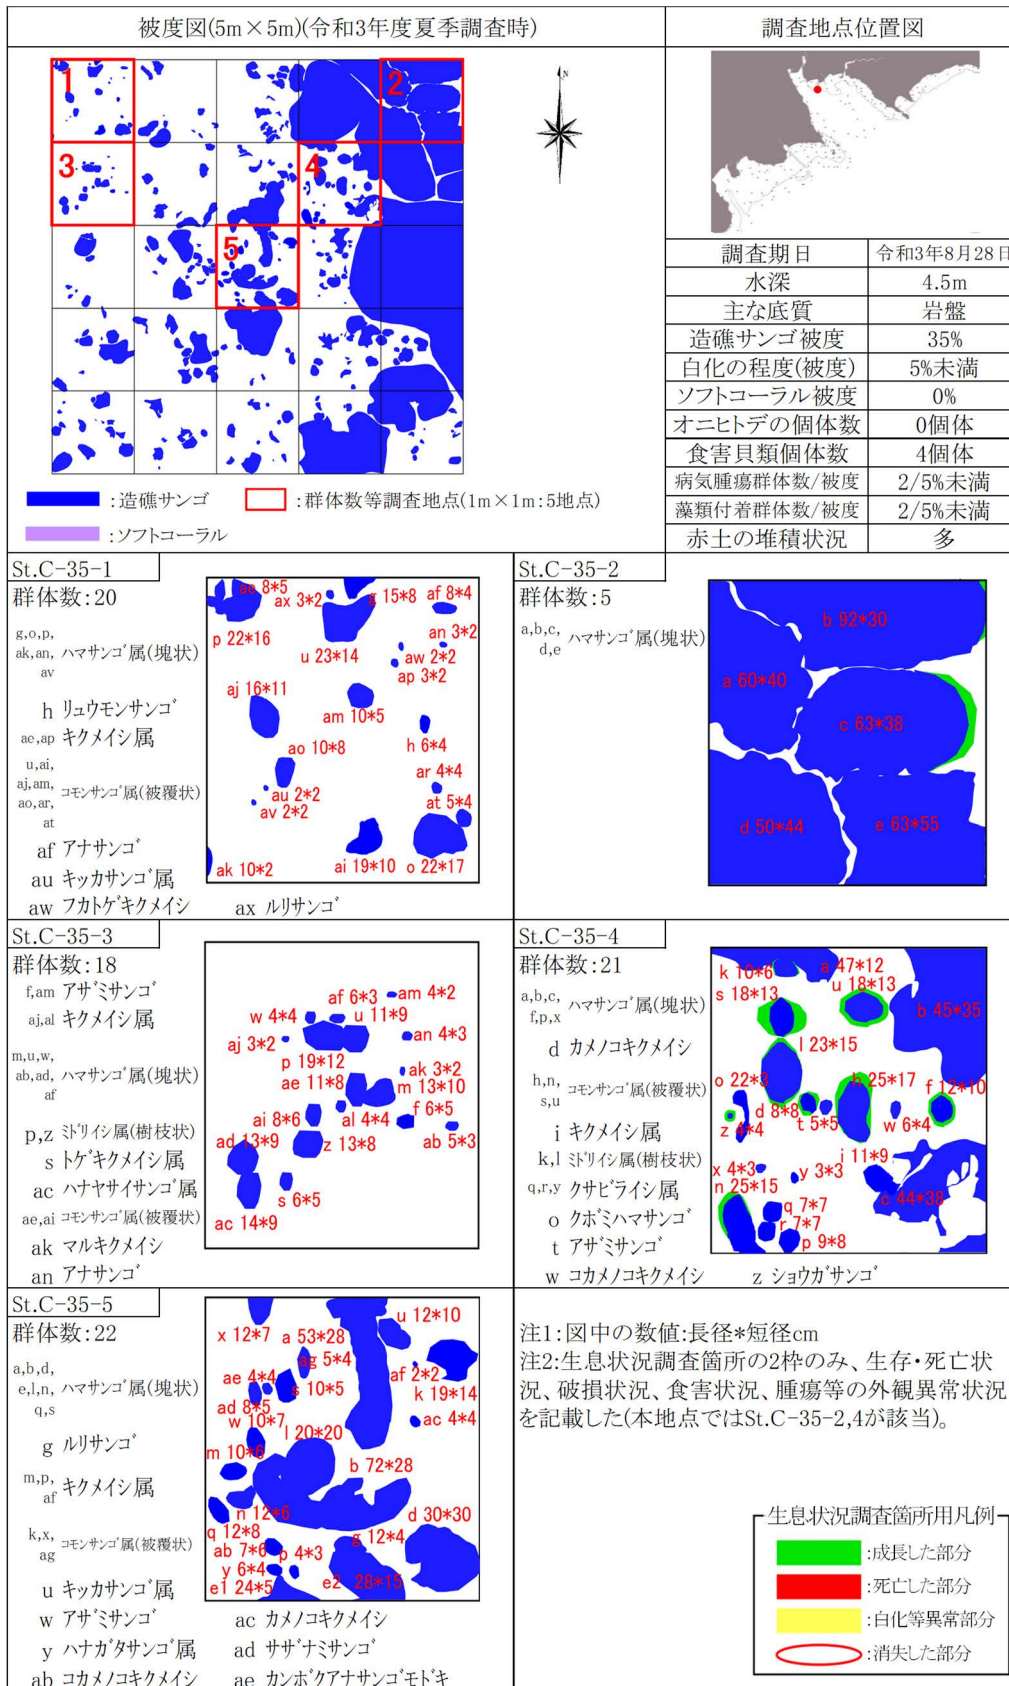 被度図(5m×5m)(令和3年度夏季調査時)
調査地点位置図
1
2
3
4
5
N
:造礁サンゴ
:群体数等調査地点(1m×1m:5地点)
:ソフトコーラル
調査期日 令和3年8月28日
水深 4.5m
主な底質 岩盤
造礁サンゴ被度 35%
白化の程度(被度) 5%未満
ソフトコーラル被度 0%
オニヒトデの個体数 0個体
食害貝類個体数 4個体
病気腫瘍群体数/被度 2/5%未満
藻類付着群体数/被度 2/5%未満
赤土の堆積状況 多
St.C-35-1
群体数:20
g,o,p,
ak,an, ハマサンゴ属(塊状)
av
h リュウモンサンゴ
ae,ap キクメイシ属
u,ai,
aj,am, コモンサンゴ属(被覆状)
ao,ar,
at
af アナサンゴ
au キッカサンゴ属
aw フカトゲキクメイシ ax ルリサンゴ
ae 8*5
ax 3*2
g 15*8
af 8*4
p 22*16
an 3*2
u 23*14
aw 2*2
ap 3*2
aj 16*11
am 10*5
ao 10*8
h 6*4
ar 4*4
au 2*2
at 5*4
av 2*2
ak 10*2
ai 19*10
o 22*17
St.C-35-2
群体数:5
a,b,c, ハマサンゴ属(塊状)
d,e
b 92*30
a 60*40
c 63*38
d 50*44
e 63*55
St.C-35-3
群体数:18
f,am アザミサンゴ
aj,al キクメイシ属
m,u,w,
ab,ad, ハマサンゴ属(塊状)
af
p,z ミドリイシ属(樹枝状)
s トゲキクメイシ属
ac ハナヤサイサンゴ属
ae,ai コモンサンゴ属(被覆状)
ak マルキクメイシ
an アナサンゴ
af 6*3
am 4*2
w 4*4
u 11*9
aj 3*2
an 4*3
p 19*12
ae 11*8
ak 3*2
m 13*10
ai 8*6
al 4*4
f 6*5
ad 13*9
z 13*8
ab 5*3
s 6*5
ac 14*9
St.C-35-4
群体数:21
a,b,c, ハマサンゴ属(塊状)
f,p,x
d カメノコキクメイシ
h,n, コモンサンゴ属(被覆状)
s,u
i キクメイシ属
k,l ミドリイシ属(樹枝状)
q,r,y クサビライシ属
o クボミハマサンゴ
t アザミサンゴ
w コカメノコキクメイシ z ショウガサンゴ
k 10*6
a 47*12
s 18*13
u 18*13
b 45*35
l 23*15
o 22*3
h 25*17
f 12*10
d 8*8
z 4*4
t 5*5
w 6*4
i 11*9
x 4*3
y 3*3
n 25*15
c 44*38
q 7*7
r 7*7
p 9*8
St.C-35-5
群体数:22
a,b,d,
e,l,n, ハマサンゴ属(塊状)
q,s
g ルリサンゴ
m,p, キクメイシ属
af
k,x, コモンサンゴ属(被覆状)
ag
u キッカサンゴ属
w アザミサンゴ ac カメノコキクメイシ
y ハナガタサンゴ属 ad サザナミサンゴ
ab コカメノコキクメイシ ae カンボクアナサンゴモドキ
u 12*10
x 12*7
a 53*28
ag 5*4
ae 4*4
af 2*2
s 10*5
k 19*14
ad 8*5
w 10*7
ac 4*4
l 20*20
m 10*6
b 72*28
n 12*6
d 30*30
q 12*8
g 12*4
ab 7*6
p 4*3
y 6*4
e1 24*5
e2 28*15
注1:図中の数値:長径*短径cm
注2:生息状況調査箇所の2枠のみ、生存・死亡状
況、破損状況、食害状況、腫瘍等の外観異常状況
を記載した(本地点ではSt.C-35-2,4が該当)。
生息状況調査箇所用凡例
:成長した部分
:死亡した部分
:白化等異常部分
:消失した部分